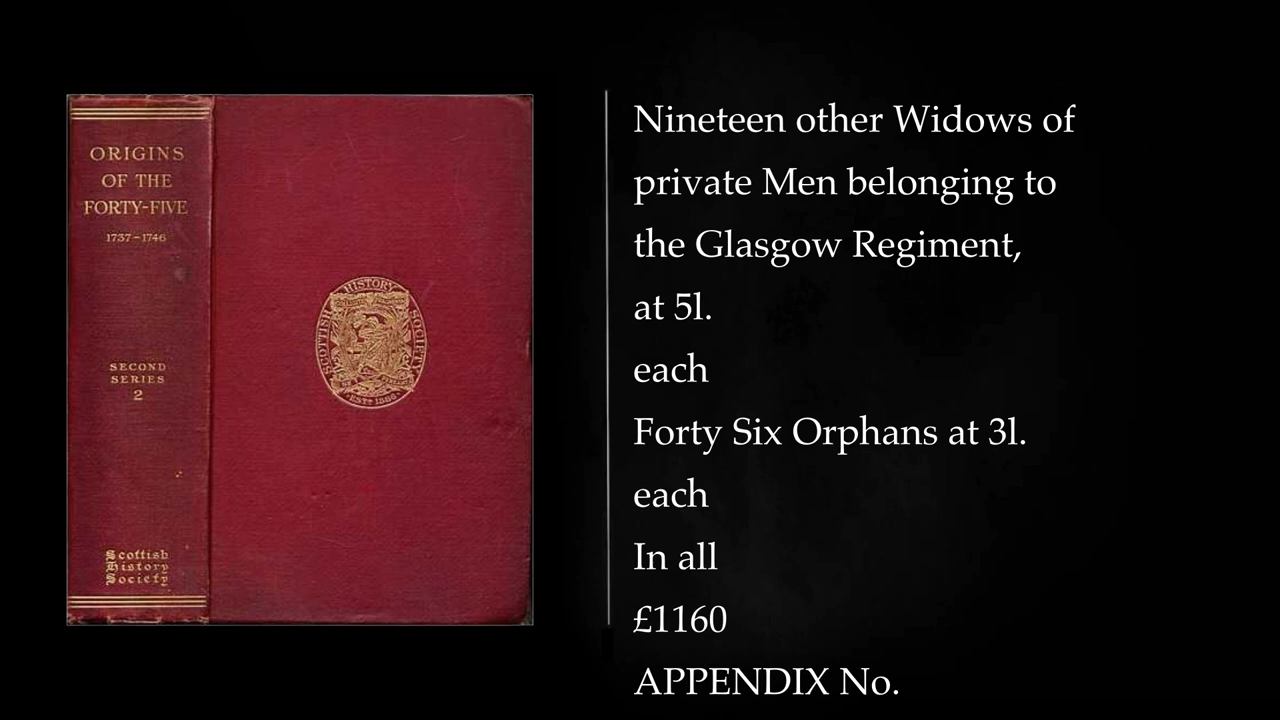 ORIGINS
OF THE
FORTY-FIVE
1737-1746
SECOND
SERIES
2
Scottish
History
Society
SCOTTISH HISTORY SOCIETY
ESTD 1886
Nineteen other Widows of
private Men belonging to
the Glasgow Regiment,
at 5l.
each
Forty Six Orphans at 3l.
each
In all
£1160
APPENDIX No.